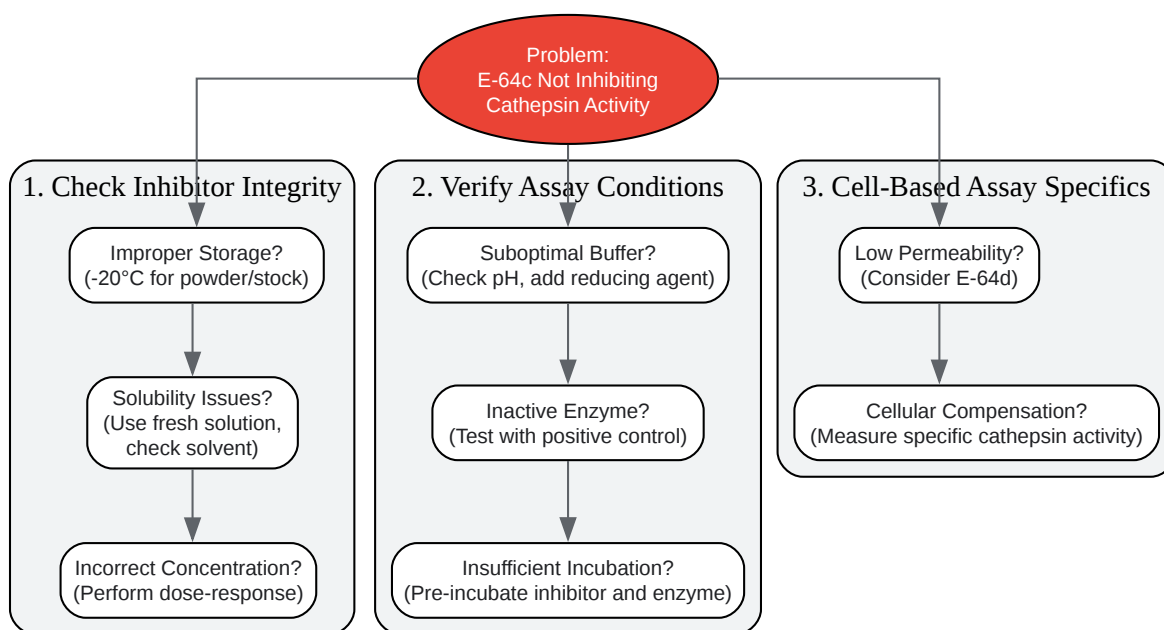 Problem:
E-64c Not Inhibiting
Cathepsin Activity
1. Check Inhibitor Integrity
Improper Storage?
(-20°C for powder/stock)
Solubility Issues?
(Use fresh solution,
check solvent)
Incorrect Concentration?
(Perform dose-response)
2. Verify Assay Conditions
Suboptimal Buffer?
(Check pH, add reducing agent)
Inactive Enzyme?
(Test with positive control)
Insufficient Incubation?
(Pre-incubate inhibitor and enzyme)
3. Cell-Based Assay Specifics
Low Permeability?
(Consider E-64d)
Cellular Compensation?
(Measure specific cathepsin activity)